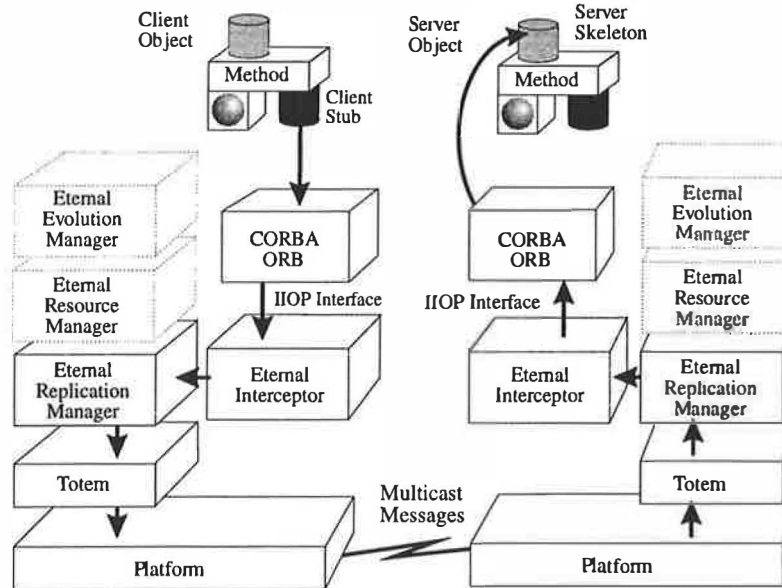 Client
Object
Method
Client
Stub
Server
Object
Server
Skeleton
Method
Eternal
Evolution
Manager
Eternal
Resource
Manager
Eternal
Replication
Manager
CORBA
ORB
IIOP Interface
Eternal
Interceptor
Totem
Platform
Multicast
Messages
CORBA
ORB
IIOP Interface
Eternal
Interceptor
Eternal
Evolution
Manager
Eternal
Resource
Manager
Eternal
Replication
Manager
Totem
Platform